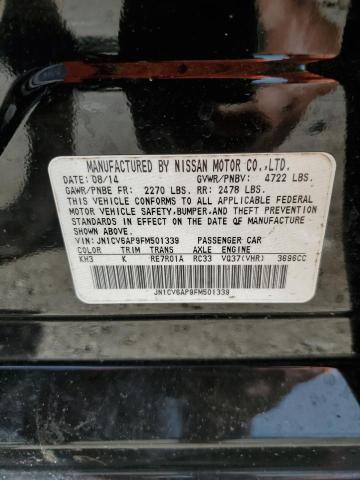 MANUFACTURED BY NISSAN MOTOR CO.,LTD.
DATE: 08/14 GVWR/PNBV: 4722 LBS.
GAWR/PNBE FR: 2270 LBS. RR: 2478 LBS.
THIS VEHICLE CONFORMS TO ALL APPLICABLE FEDERAL
MOTOR VEHICLE SAFETY,BUMPER,AND THEFT PREVENTION
STANDARDS IN EFFECT ON THE DATE OF MANUFACTURE
SHOWN ABOVE.
VIN:JN1CV6AP9FM501339 PASSENGER CAR
COLOR TRIM TRANS AXLE ENGINE
KH3 K RE7R01A RC33 VQ37(VHR) 3696CC
JN1CV6AP9FM501339